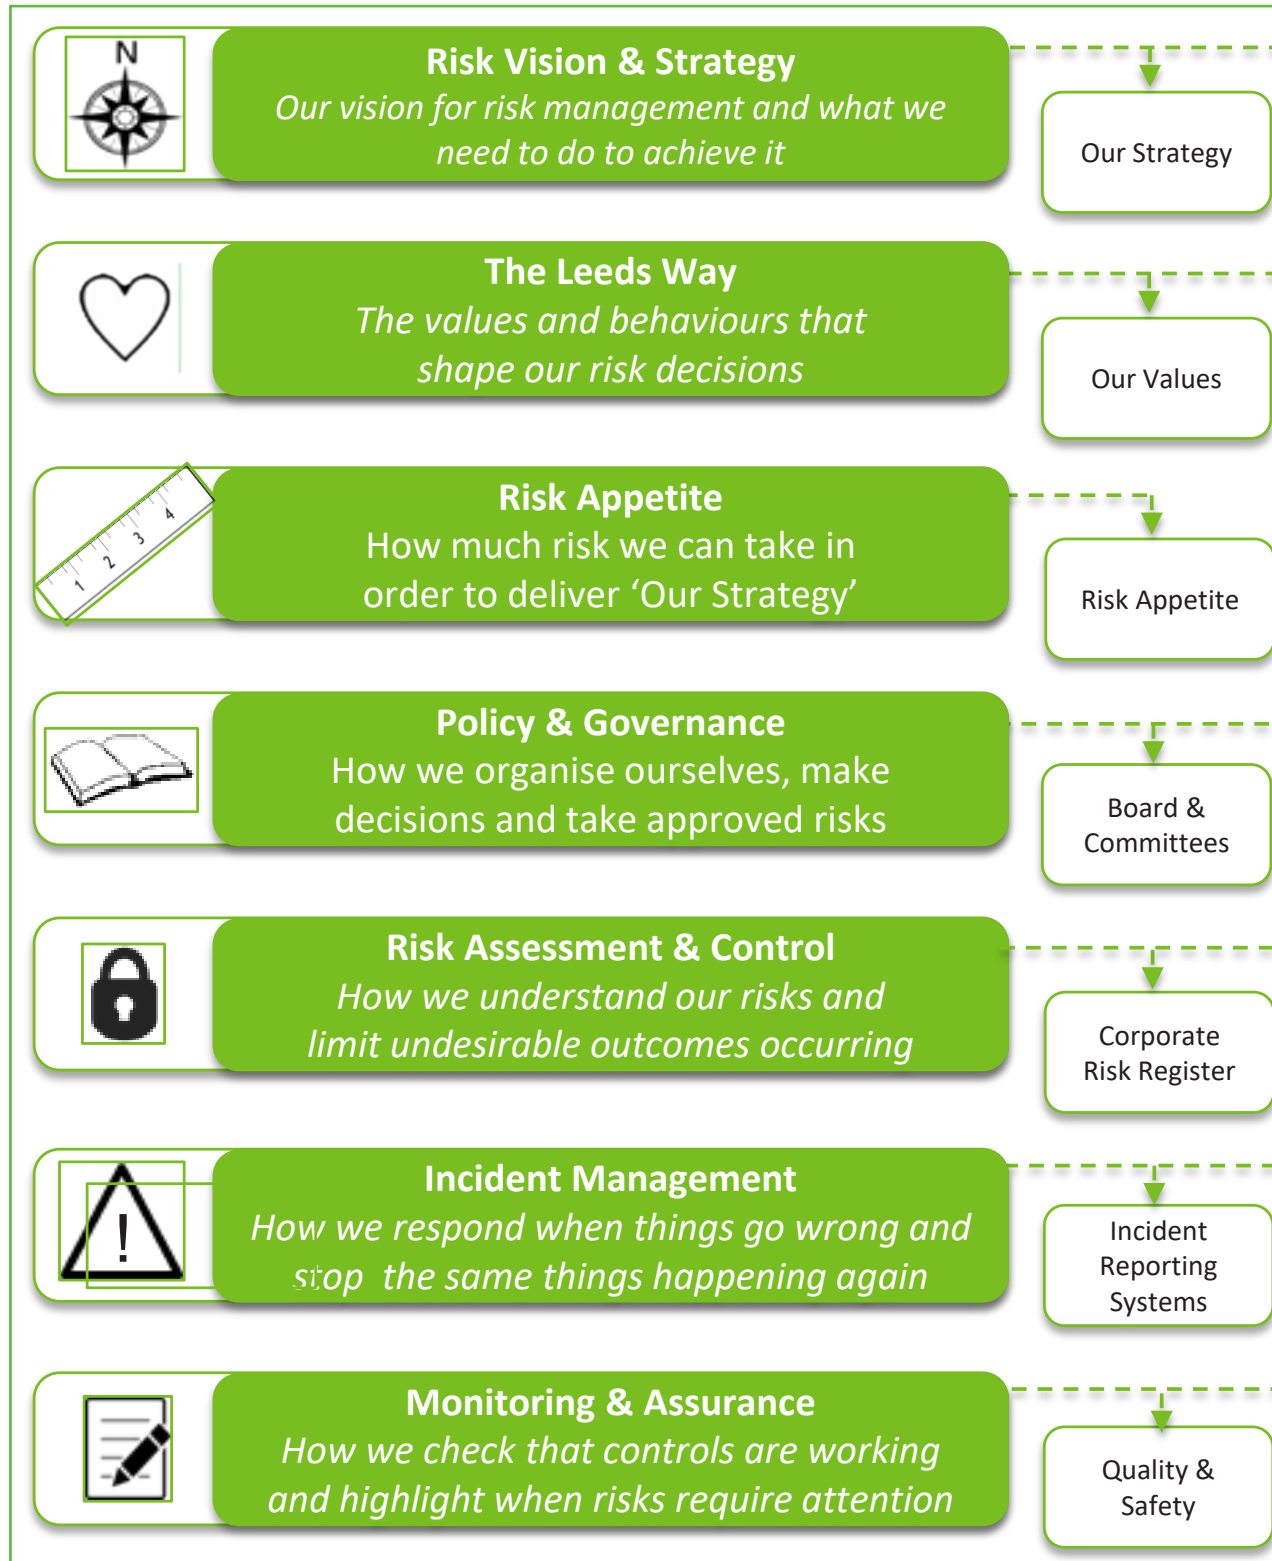 N
Risk Vision & Strategy
Our vision for risk management and what we
need to do to achieve it
Our Strategy
The Leeds Way
The values and behaviours that
shape our risk decisions
Our Values
1 2 3 4
Risk Appetite
How much risk we can take in
order to deliver ‘Our Strategy’
Risk Appetite
Policy & Governance
How we organise ourselves, make
decisions and take approved risks
Board &
Committees
Risk Assessment & Control
How we understand our risks and
limit undesirable outcomes occurring
Corporate
Risk Register
!
Incident Management
How we respond when things go wrong and
stop  the same things happening again
Incident
Reporting
Systems
Monitoring & Assurance
How we check that controls are working
and highlight when risks require attention
Quality &
Safety